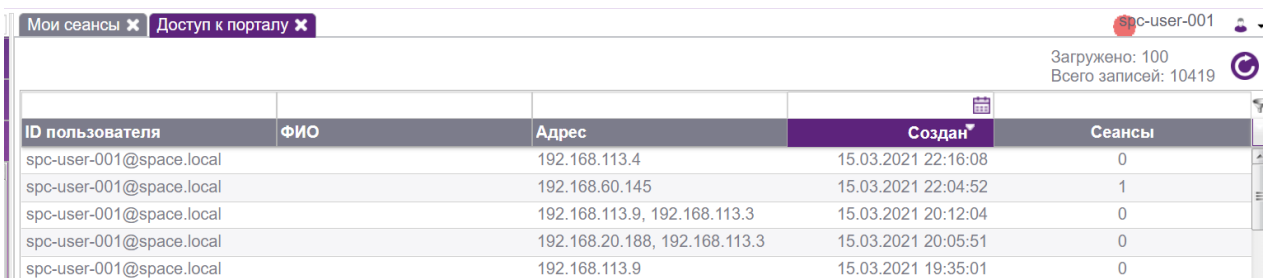 Мои сеансы Доступ к порталу spc-user-001
Загружено: 100
Всего записей: 10419
ID пользователя ФИО Адрес Создан Сеансы
spc-user-001@space.local 192.168.113.4 15.03.2021 22:16:08 0
spc-user-001@space.local 192.168.60.145 15.03.2021 22:04:52 1
spc-user-001@space.local 192.168.113.9, 192.168.113.3 15.03.2021 20:12:04 0
spc-user-001@space.local 192.168.20.188, 192.168.113.3 15.03.2021 20:05:51 0
spc-user-001@space.local 192.168.113.9 15.03.2021 19:35:01 0